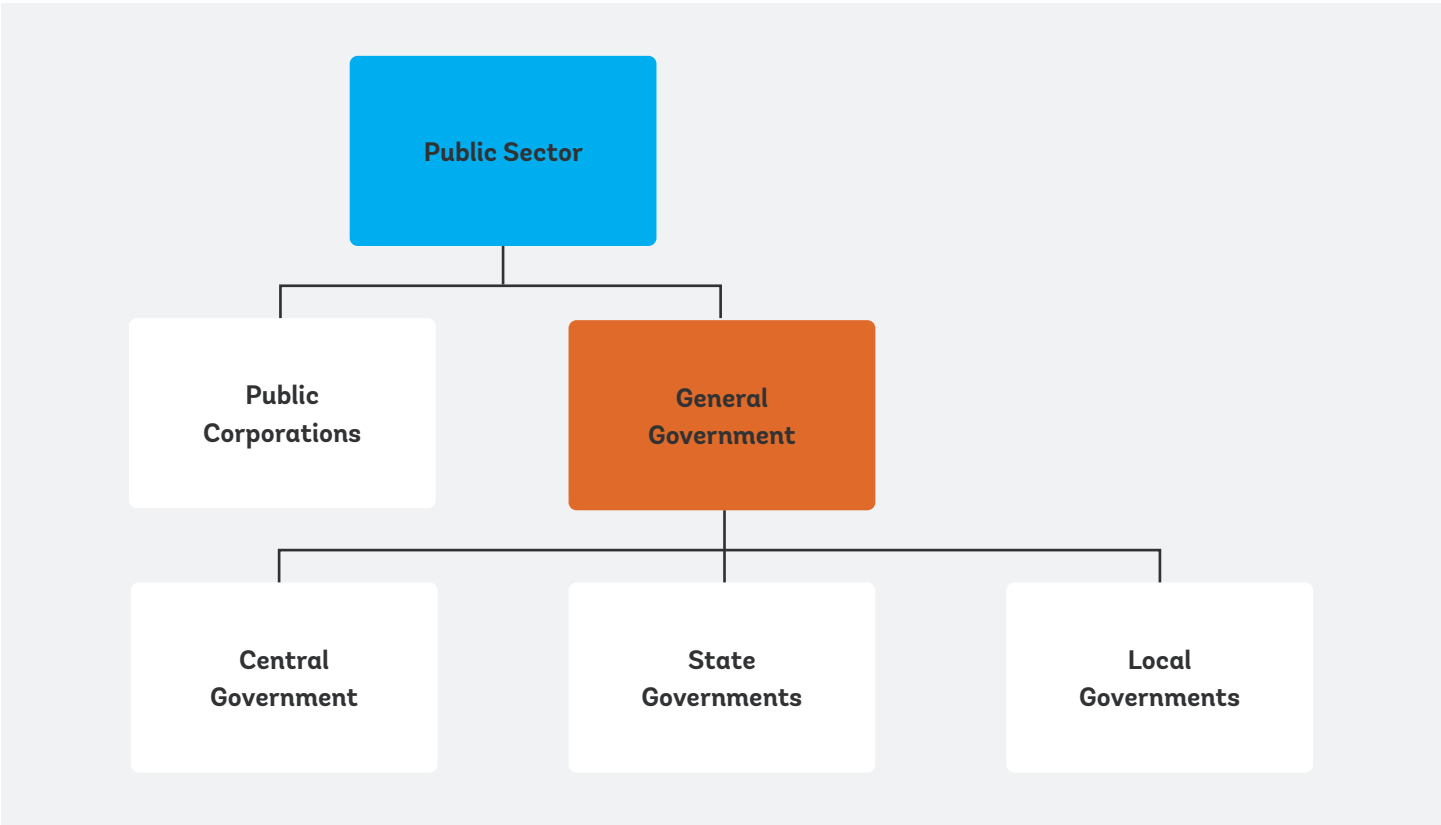 Public Sector
Public
Corporations
General
Government
Central
Government
State
Governments
Local
Governments